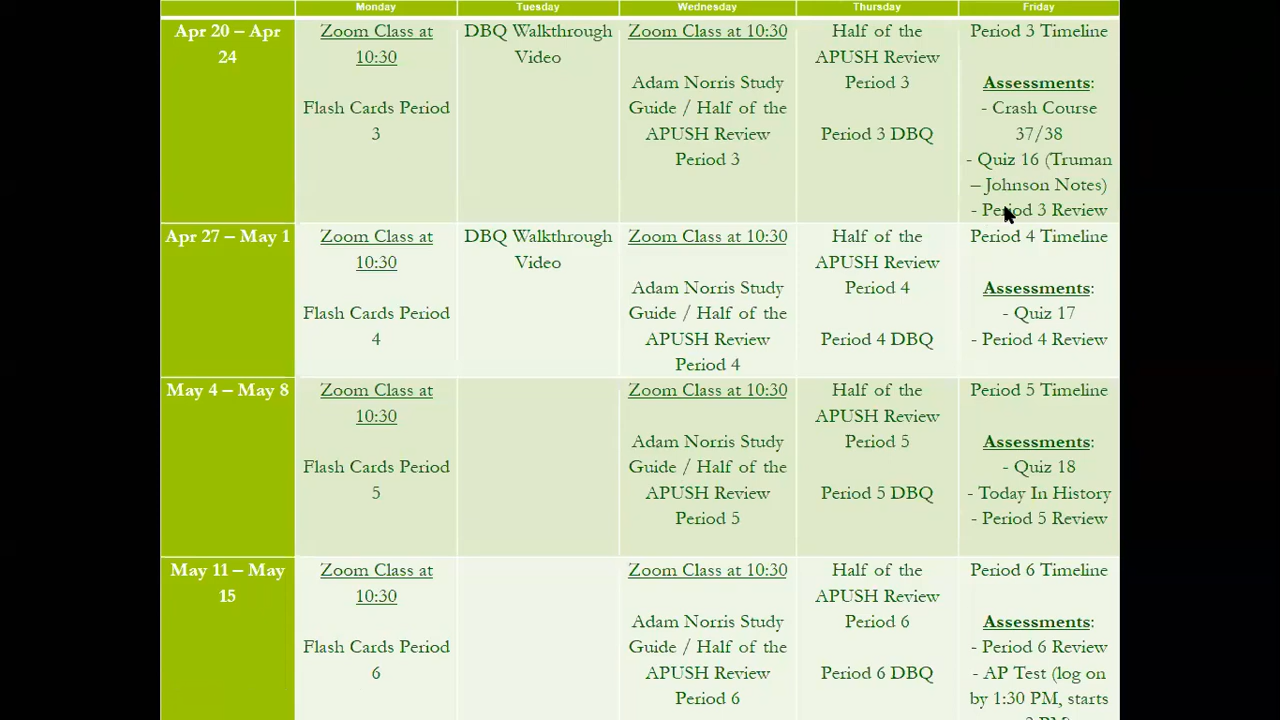 Monday
Tuesday
Wednesday
Thursday
Friday
Apr 20 – Apr
24
Zoom Class at
10:30
Flash Cards Period
3
DBQ Walkthrough
Video
Zoom Class at 10:30
Adam Norris Study
Guide / Half of the
APUSH Review
Period 3
Half of the
APUSH Review
Period 3
Period 3 DBQ
Period 3 Timeline
Assessments:
- Crash Course
37/38
- Quiz 16 (Truman
– Johnson Notes)
- Period 3 Review
Apr 27 – May 1
Zoom Class at
10:30
Flash Cards Period
4
DBQ Walkthrough
Video
Zoom Class at 10:30
Adam Norris Study
Guide / Half of the
APUSH Review
Period 4
Half of the
APUSH Review
Period 4
Period 4 DBQ
Period 4 Timeline
Assessments:
- Quiz 17
- Period 4 Review
May 4 – May 8
Zoom Class at
10:30
Flash Cards Period
5
Zoom Class at 10:30
Adam Norris Study
Guide / Half of the
APUSH Review
Period 5
Half of the
APUSH Review
Period 5
Period 5 DBQ
Period 5 Timeline
Assessments:
- Quiz 18
- Today In History
- Period 5 Review
May 11 – May
15
Zoom Class at
10:30
Flash Cards Period
6
Zoom Class at 10:30
Adam Norris Study
Guide / Half of the
APUSH Review
Period 6
Half of the
APUSH Review
Period 6
Period 6 DBQ
Period 6 Timeline
Assessments:
- Period 6 Review
- AP Test (log on
by 1:30 PM, starts